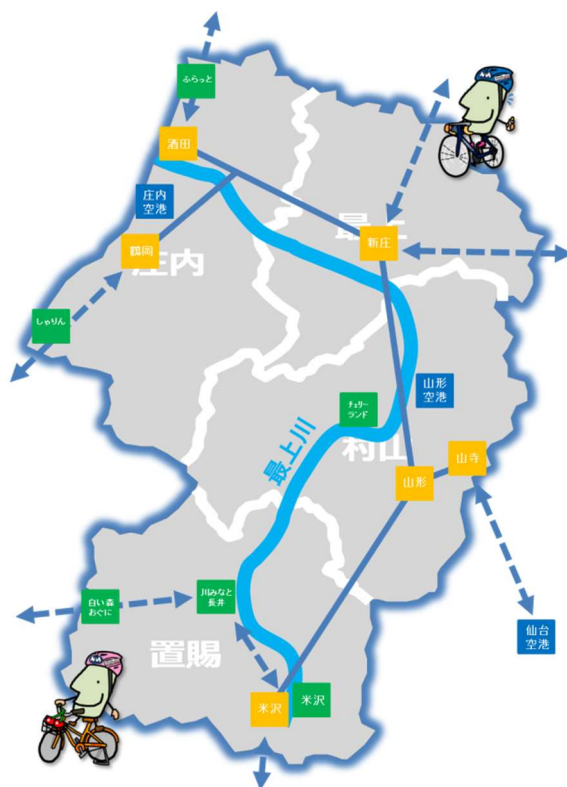 ふらっと
酒田
庄内
空港
鶴岡
庄内
最上
新庄
しゃりん
山形
空港
チェリー
ランド
最上川
村山
山形
山寺
白い森
おぐに
川みなと
長井
仙台
空港
置賜
米沢
米沢